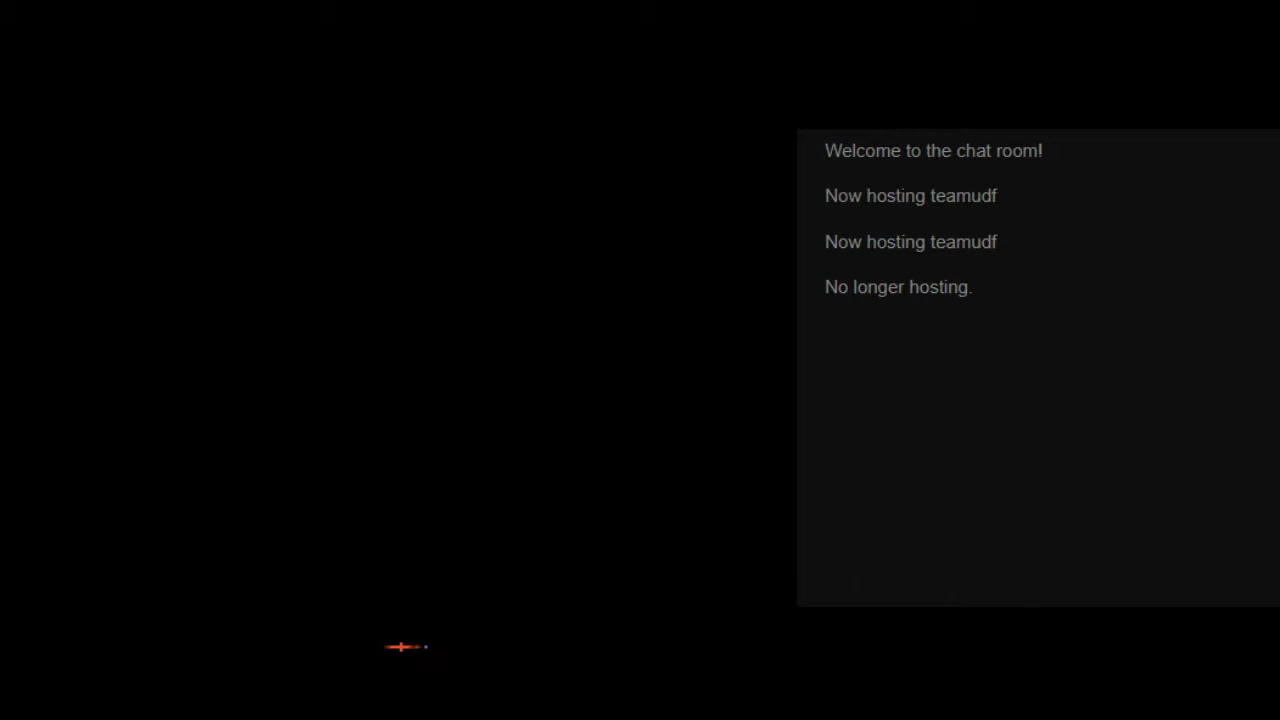 Welcome to the chat room!
Now hosting teamudf
Now hosting teamudf
No longer hosting.